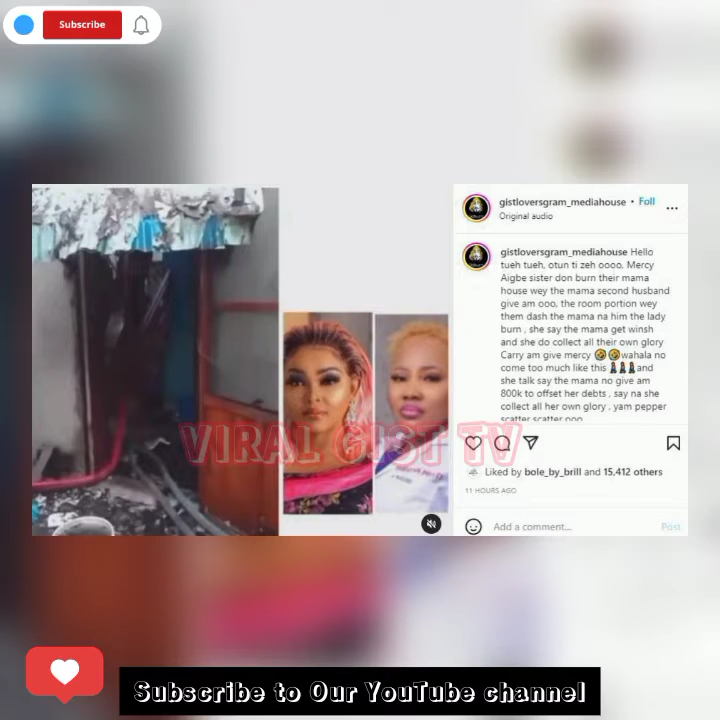 Subscribe
gistloversgram_mediahouse • Foll
Original audio
gistloversgram_mediahouse Hello
tueh tueh, otun ti zeh oooo, Mercy
Aigbe sister don burn their mama
house wey the mama second husband
give am ooo, the room portion wey
them dash the mama na him the lady
burn , she say the mama get winsh
and she do collect all their own glory
Carry am give mercy 🤣🤣wahala no
come too much like this and
she talk say the mama no give am
800k to offset her debts , say na she
collect all her own glory , yam pepper
scatter scatter ooo
VIRAL GIST TV
Liked by bole_by_brill and 15,412 others
11 HOURS AGO
Add a comment... Post
Subscribe to Our YouTube channel